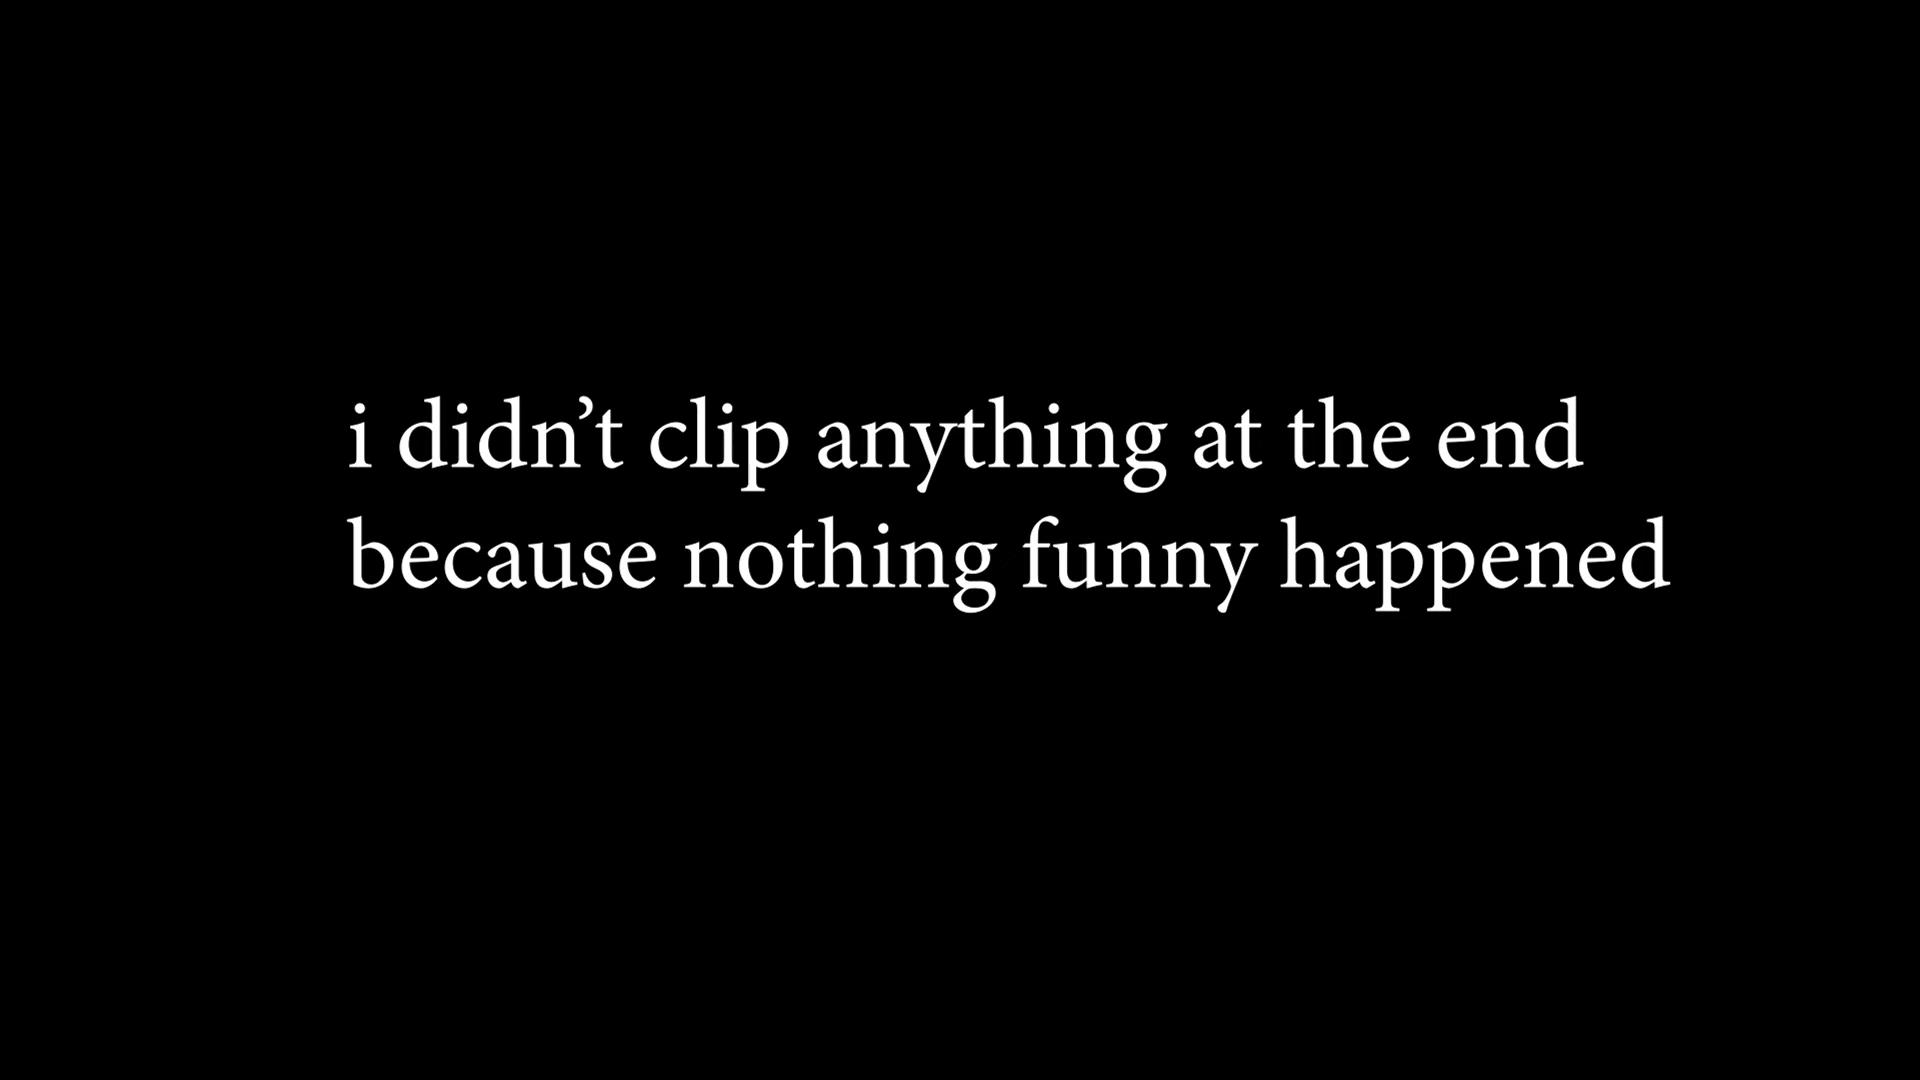 i didn’t clip anything at the end
because nothing funny happened